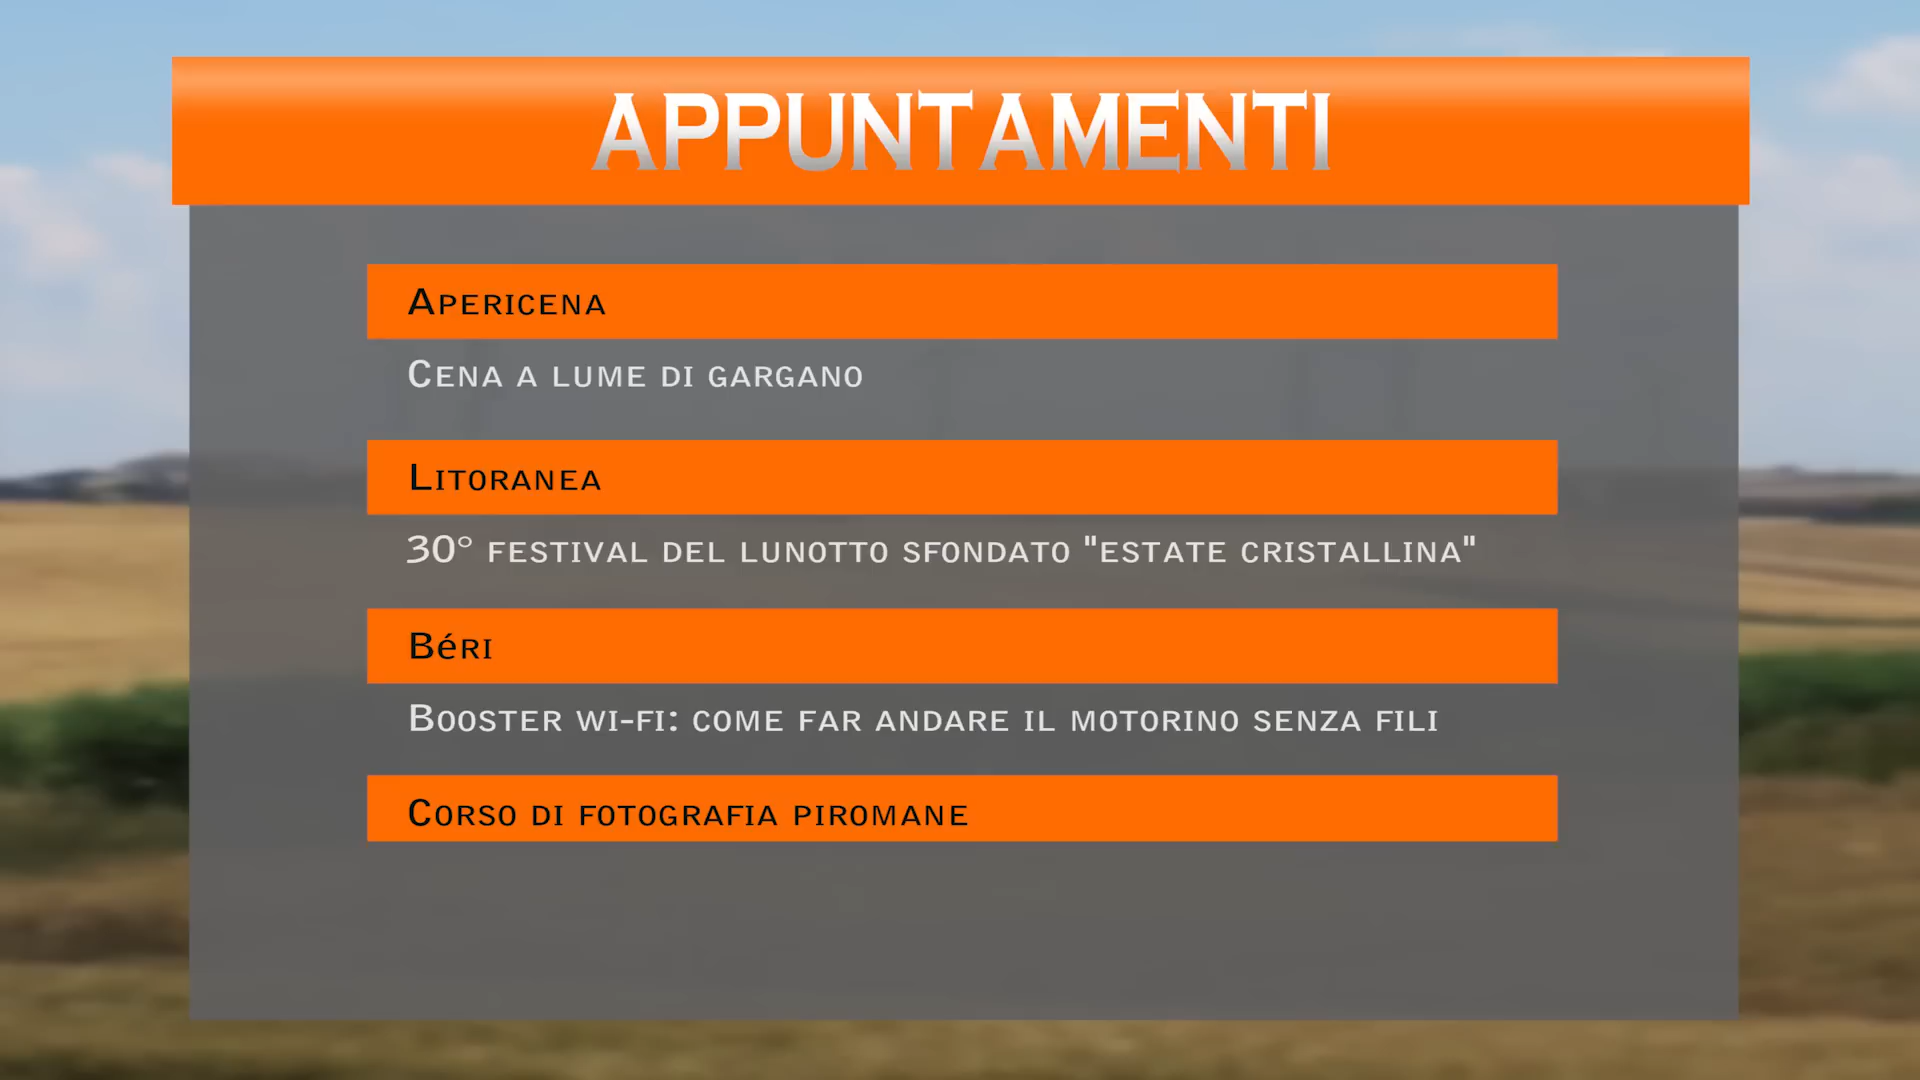 APPUNTAMENTI
Apericena
Cena a lume di gargano
Litoranea
30° festival del lunotto sfondato "estate cristallina"
Béri
Booster wi-fi: come far andare il motorino senza fili
Corso di fotografia piromane